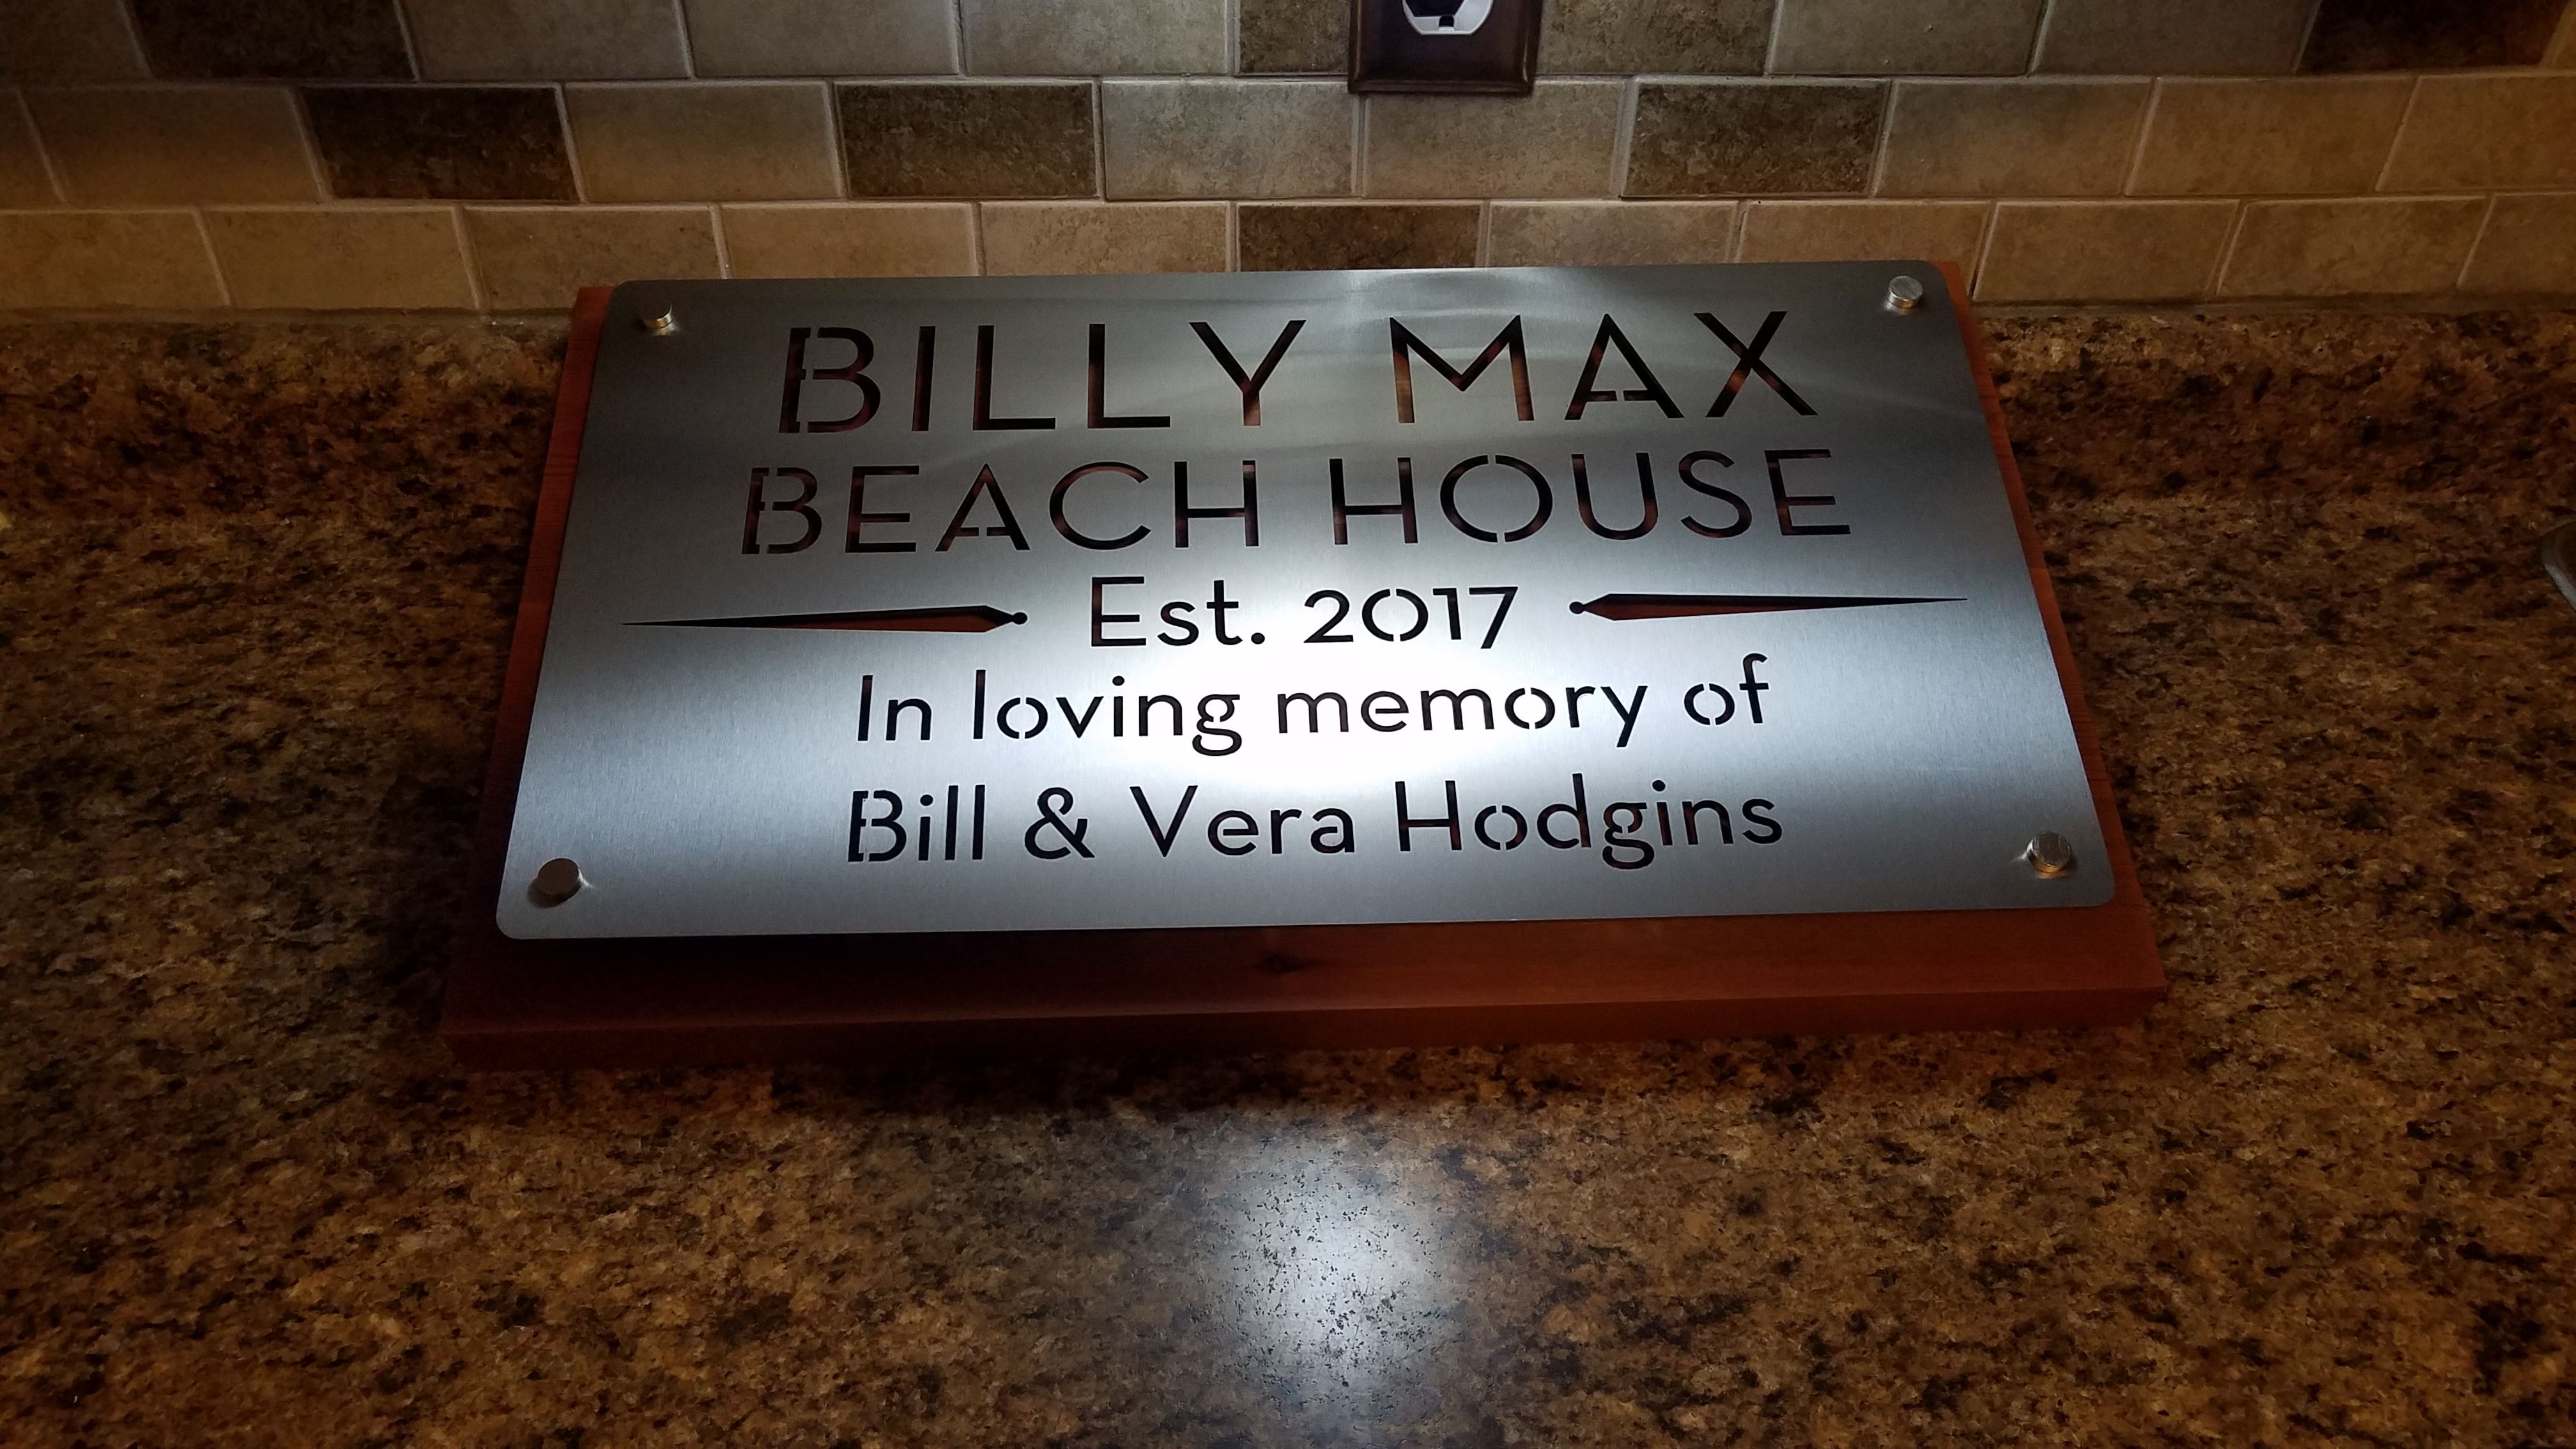 BILLY MAX
BEACH HOUSE
Est. 2017
In loving memory of
Bill & Vera Hodgins